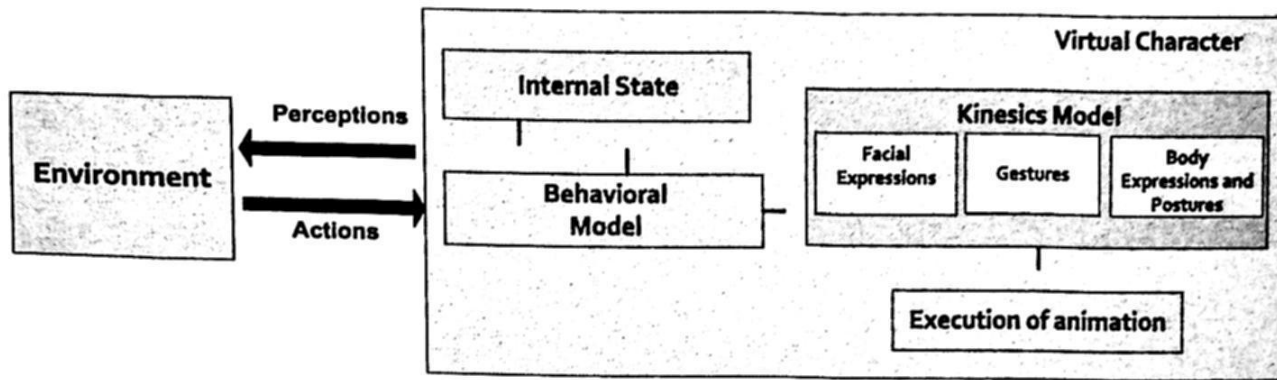 Virtual Character
Internal State
Perceptions
Kinesics Model
Environment
Facial
Expressions
Gestures
Body
Expressions and
Postures
Behavioral
Model
Actions
Execution of animation